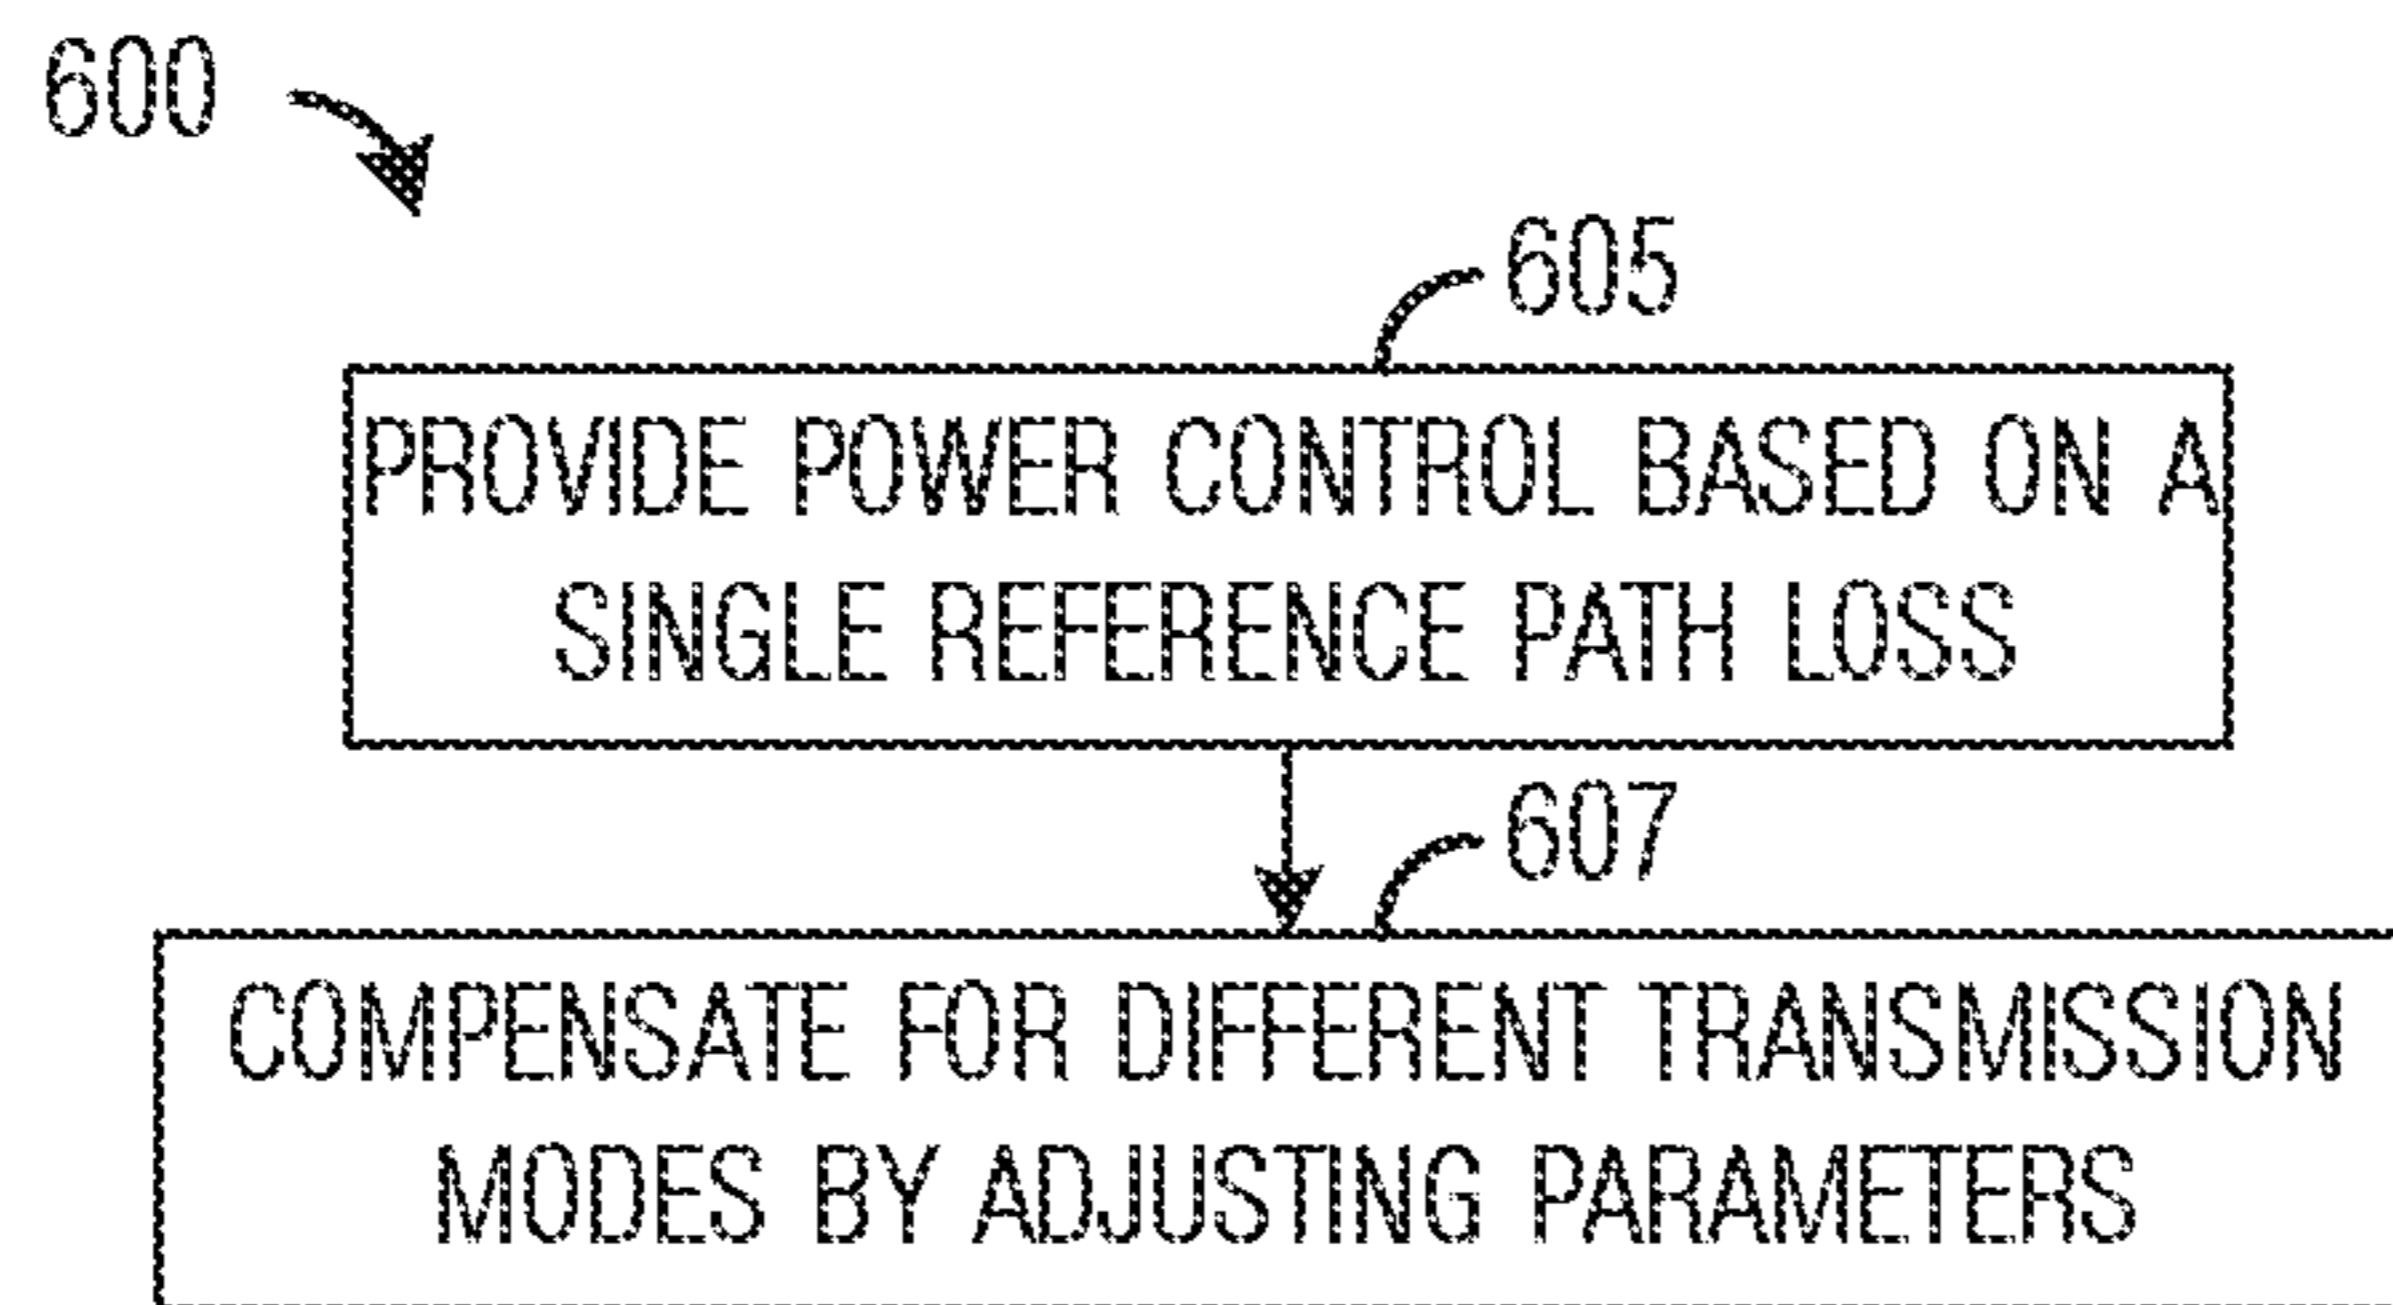 600
605
PROVIDE POWER CONTROL BASED ON A
SINGLE REFERENCE PATH LOSS
607
COMPENSATE FOR DIFFERENT TRANSMISSION
MODES BY ADJUSTING PARAMETERS